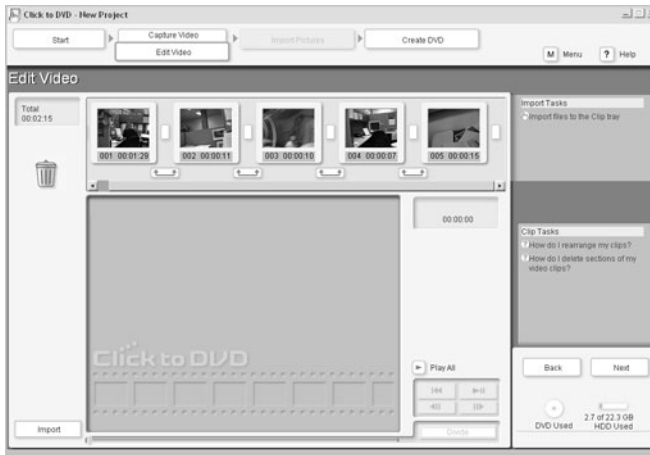 Click to DVD - New Project
Start
Capture Video
Edit Video
Import Pictures
Create DVD
M Menu
? Help
Edit Video
Total
00:02:15
001 00:01:29
002 00:00:11
003 00:00:10
004 00:00:07
005 00:00:15
Import Tasks
Import files to the Clip tray
00:00:00
Clip Tasks
How do I rearrange my clips?
How do I delete sections of my
video clips?
Click to DVD
Play All
Back
Next
Divide
Import
DVD Used
2.7 of 22.3 GB
HDD Used